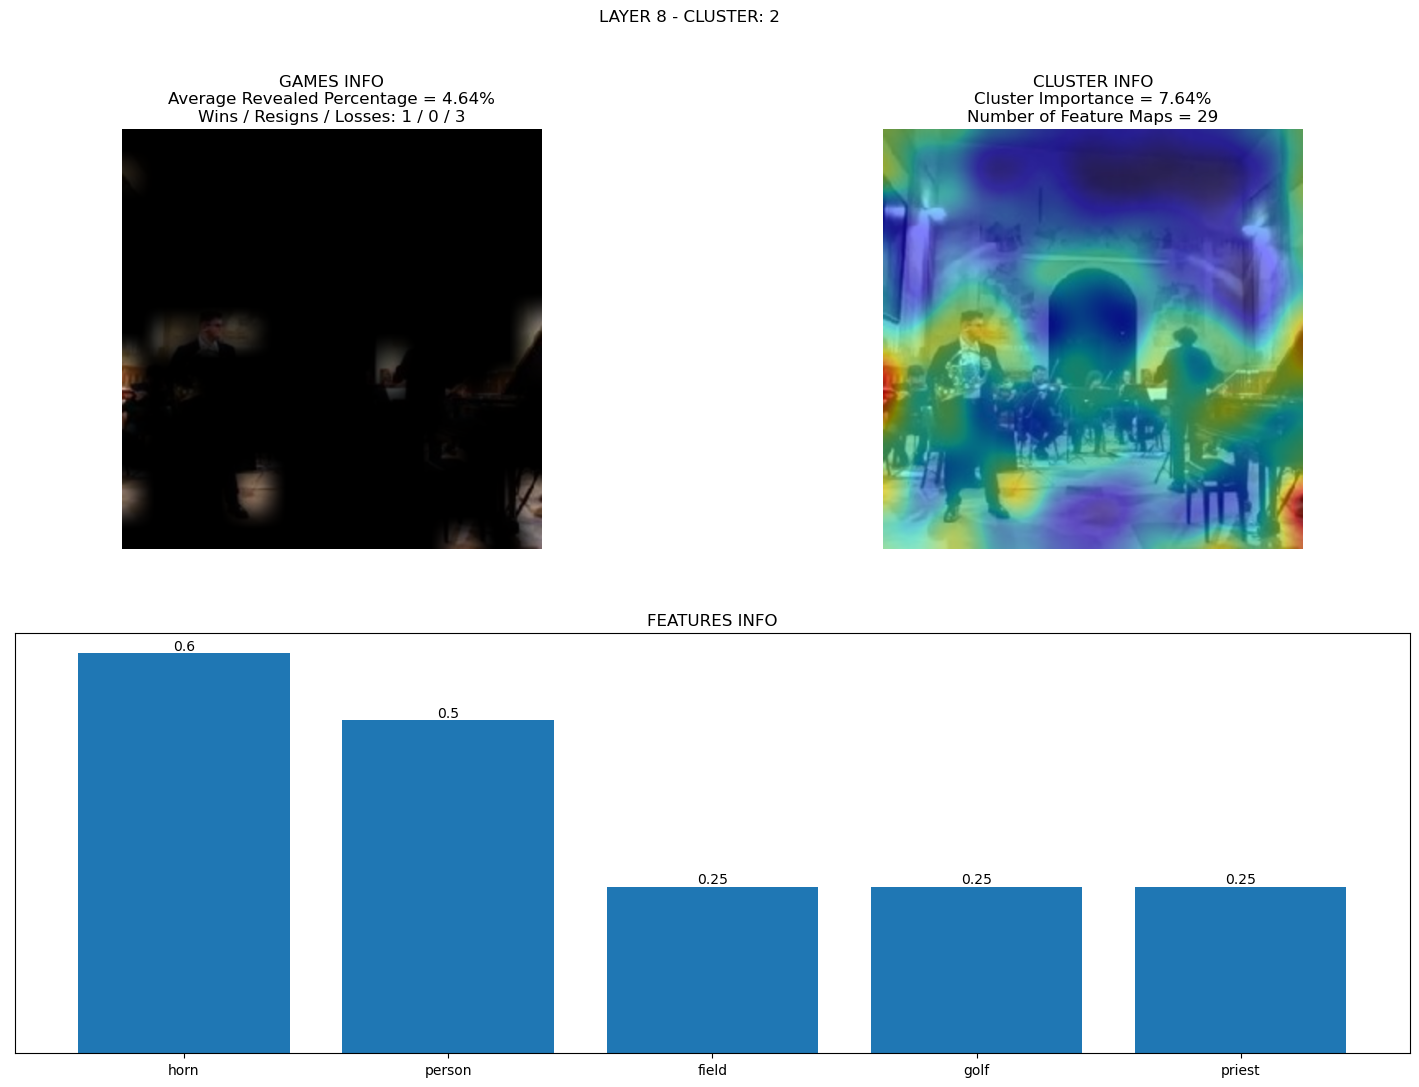 LAYER 8 - CLUSTER: 2
GAMES INFO
Average Revealed Percentage = 4.64%
Wins / Resigns / Losses: 1 / 0 / 3
CLUSTER INFO
Cluster Importance = 7.64%
Number of Feature Maps = 29
FEATURES INFO
0.6
0.5
0.25
0.25
0.25
horn
person
field
golf
priest